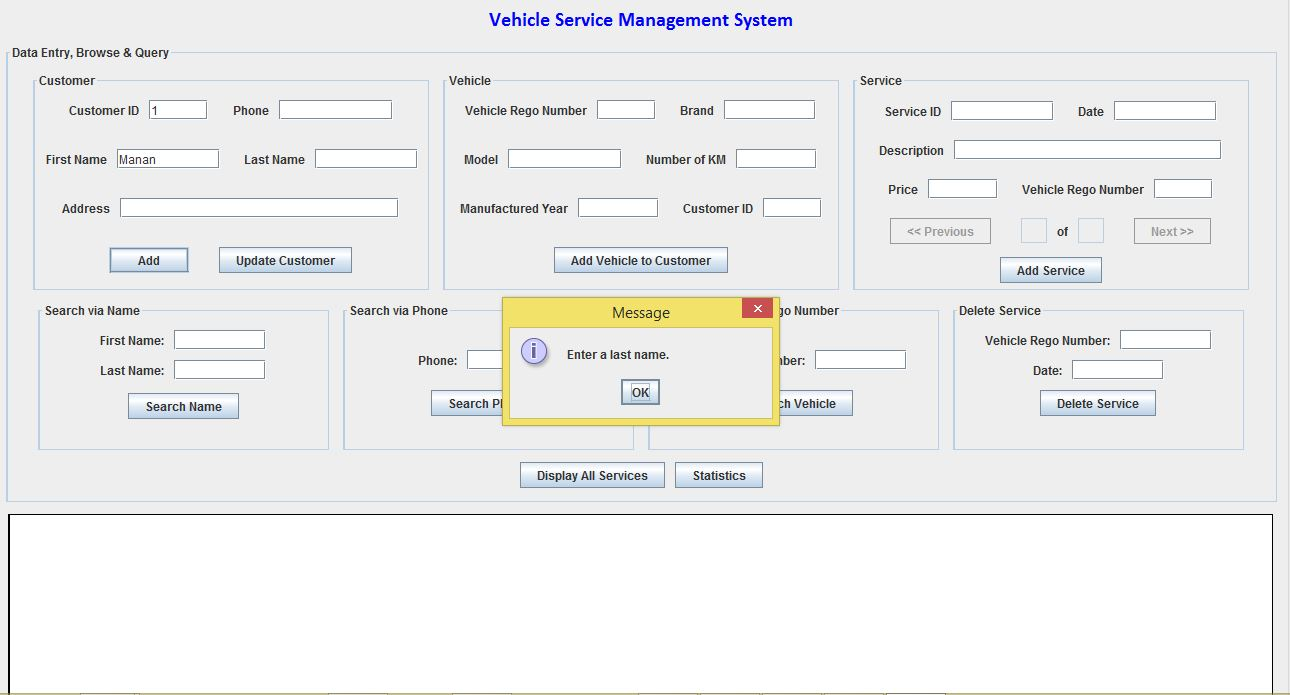 Vehicle Service Management System
Data Entry, Browse & Query
Customer
Customer ID 1 Phone
First Name Manan Last Name
Address
Add Update Customer
Vehicle
Vehicle Rego Number Brand
Model Number of KM
Manufactured Year Customer ID
Add Vehicle to Customer
Service
Service ID Date
Description
Price Vehicle Rego Number
<< Previous of Next >>
Add Service
Search via Name
First Name:
Last Name:
Search Name
Search via Phone
Phone:
Search
Message
Enter a last name.
OK
Number
Vehicle
Delete Service
Vehicle Rego Number:
Date:
Delete Service
Display All Services Statistics